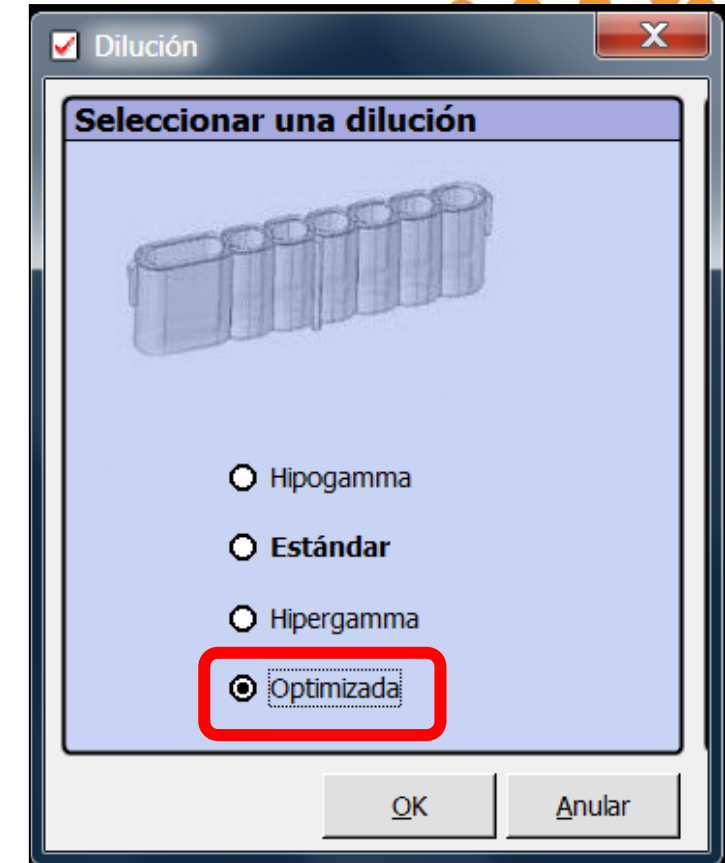 Dilución
Seleccionar una dilución
Hipogamma
Estándar
Hipergamma
Optimizada
OK
Anular